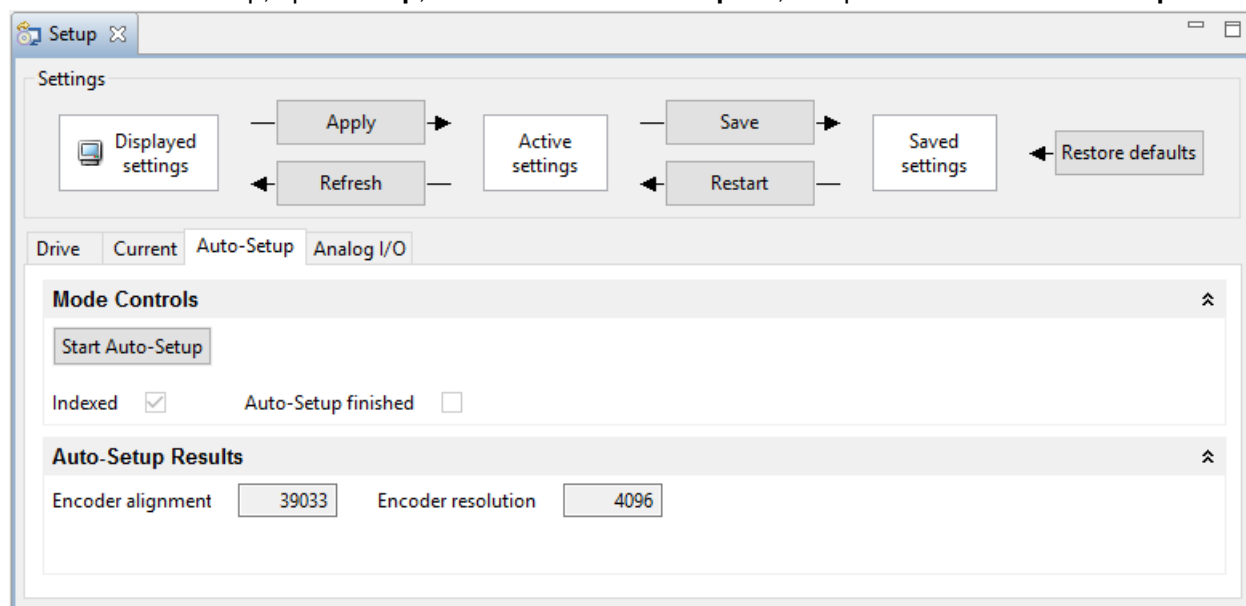 Setup
Settings
Apply
Save
Displayed
settings
Active
settings
Saved
settings
Restore defaults
Refresh
Restart
Drive Current Auto-Setup Analog I/O
Mode Controls
Start Auto-Setup
Indexed Auto-Setup finished
Auto-Setup Results
Encoder alignment 39033 Encoder resolution 4096